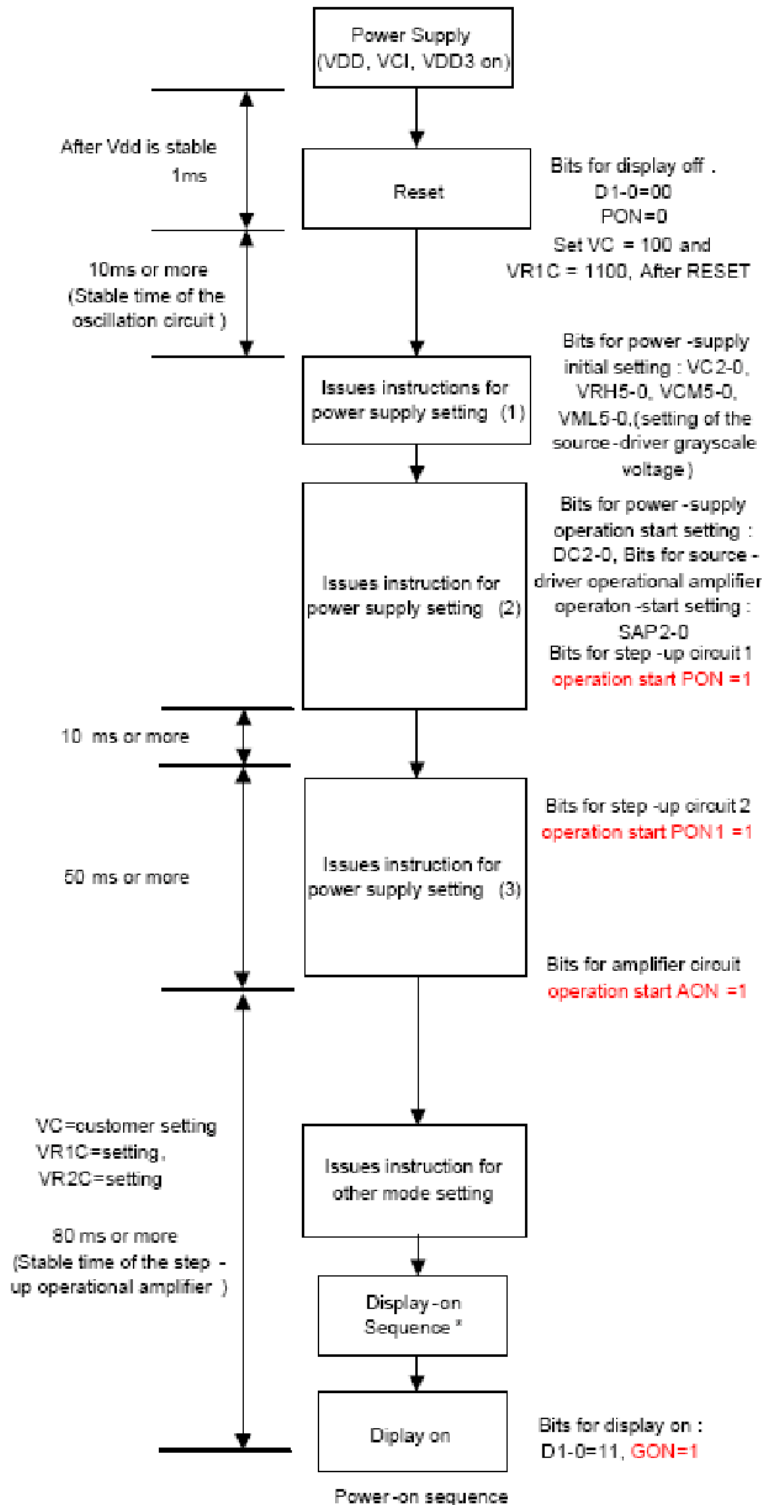 Power Supply
(VDD, VCI, VDD3 on)
After Vdd is stable
1ms
Reset
Bits for display off .
D1-0=00
PON=0
Set VC = 100 and
VR1C = 1100, After RESET
10ms or more
(Stable time of the
oscillation circuit )
Issues instructions for
power supply setting (1)
Bits for power -supply
initial setting : VC2-0,
VRH5-0, VCM5-0,
VML5-0,(setting of the
source -driver grayscale
voltage )
Issues instruction for
power supply setting (2)
Bits for power -supply
operation start setting :
DC2-0, Bits for source -
driver operational amplifier
operaton -start setting :
SAP2-0
Bits for step -up circuit 1
operation start PON =1
10 ms or more
50 ms or more
Issues instruction for
power supply setting (3)
Bits for step -up circuit 2
operation start PON1 =1
Bits for amplifier circuit
operation start AON =1
VC=customer setting
VR1C=setting,
VR2C=setting
80 ms or more
(Stable time of the step -
up operational amplifier )
Issues instruction for
other mode setting
Display-on
Sequence *
Diplay on
Bits for display on :
D1-0=11, GON=1
Power-on sequence